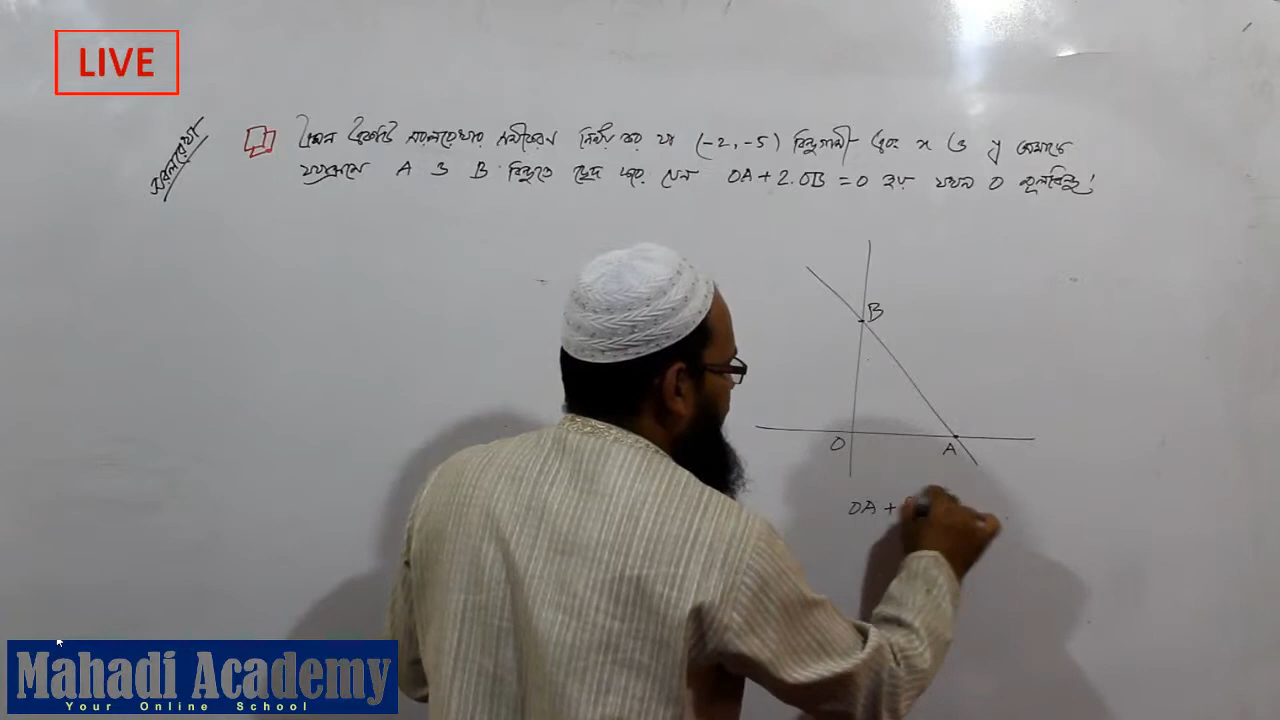 LIVE
সরলরেখা
এমন একটি সরলরেখার সমীকরণ নির্ণয় কর যা (-2, -5) বিন্দুগামী এবং x ও y অক্ষকে
যথাক্রমে A ও B বিন্দুতে ছেদ করে যেন OA + 2.OB = 0 হয় যখন O মূলবিন্দু।
B
O
A
OA +
Mahadi Academy
Your Online School